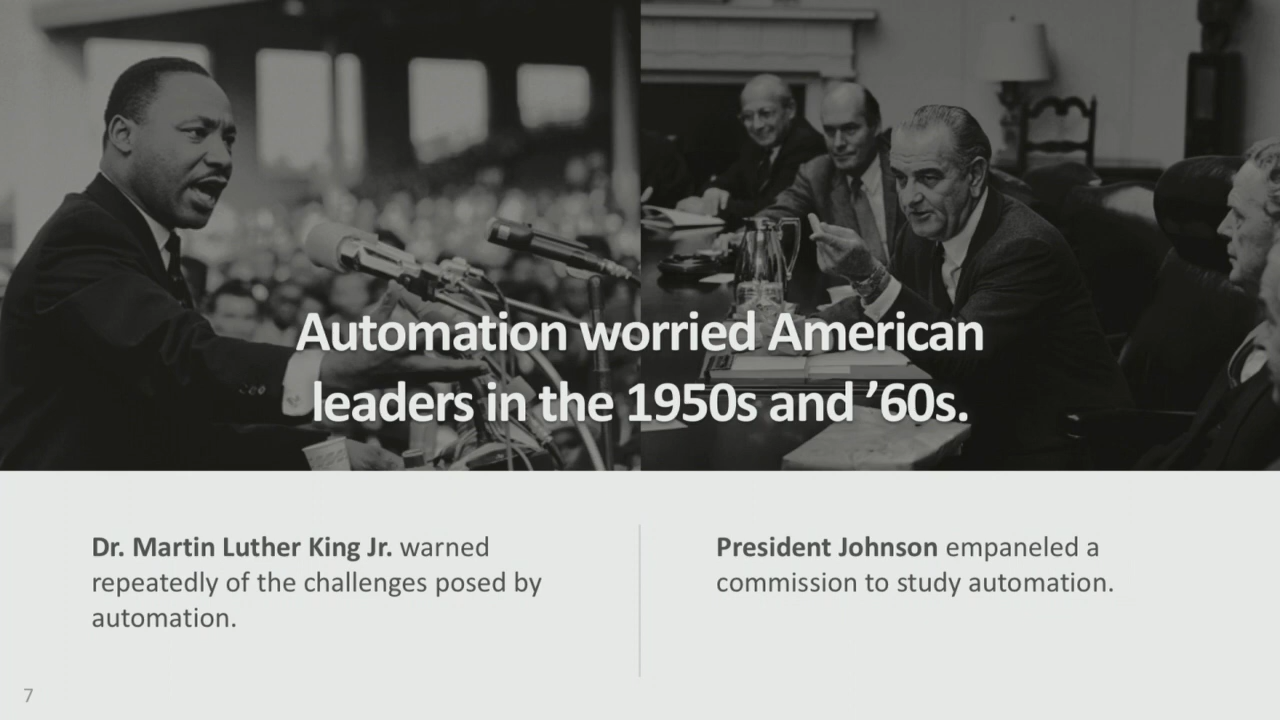 Automation worried American
leaders in the 1950s and ’60s.
Dr. Martin Luther King Jr. warned
repeatedly of the challenges posed by
automation.
President Johnson empaneled a
commission to study automation.
7